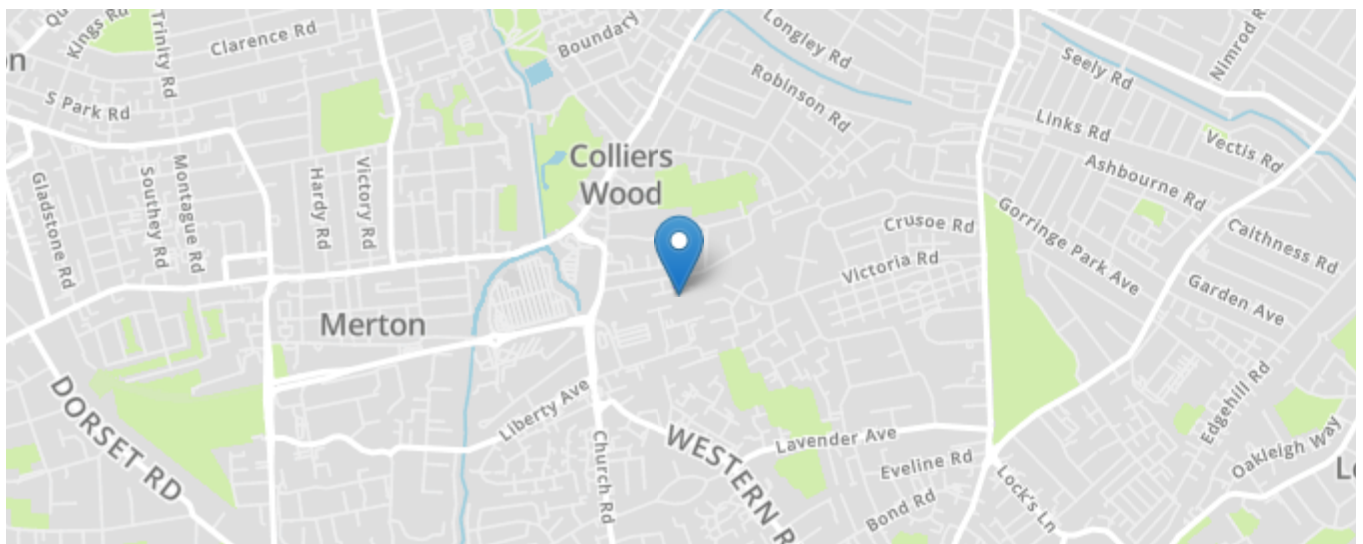 Kings Rd
Trinity Rd
Clarence Rd
Boundary
Longley Rd
Nimrod R
Seely Rd
Robinson Rd
S Park Rd
Links Rd
Vectis Rd
Ashbourne Rd
Colliers
Wood
Gladstone Rd
Southey Rd
Montague Rd
Hardy Rd
Victory Rd
Crusoe Rd
Gorringe Park Ave
Caithness Rd
Victoria Rd
Garden Ave
Merton
DORSET RD
Liberty Ave
Church Rd
WESTERN R
Lavender Ave
Eveline Rd
Bond Rd
Lock's Ln
Edgehill Rd
Oakleigh Way